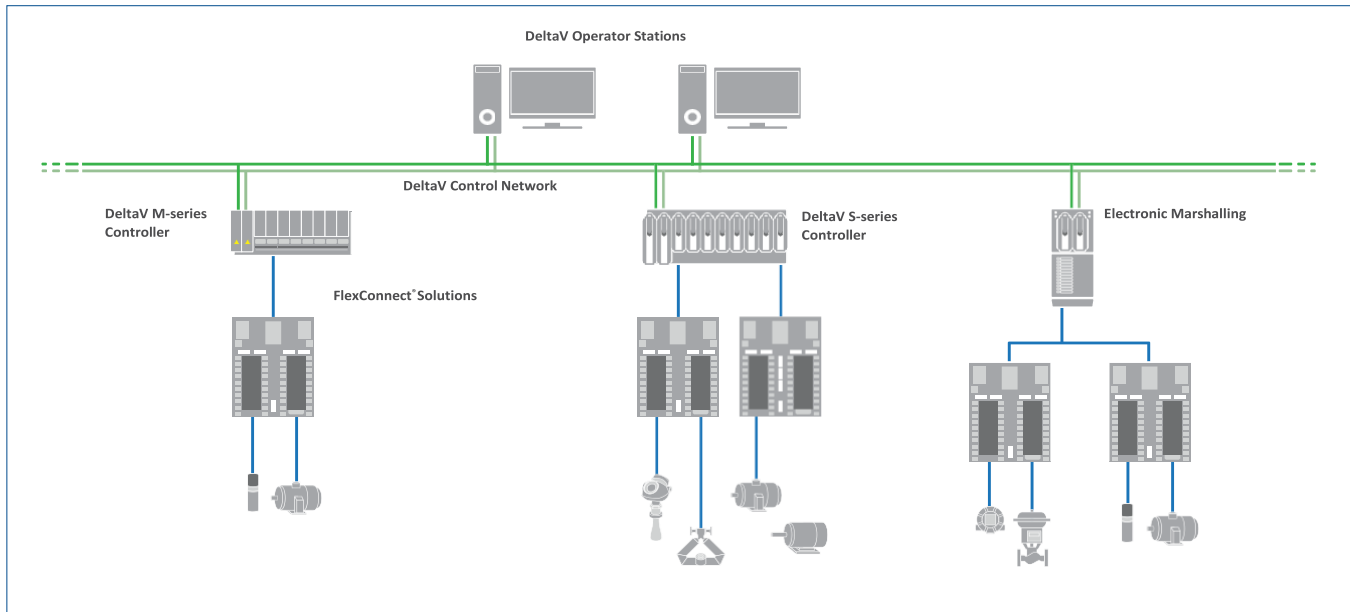 DeltaV Operator Stations
DeltaV Control Network
DeltaV M-series
Controller
DeltaV S-series
Controller
Electronic Marshalling
FlexConnect® Solutions